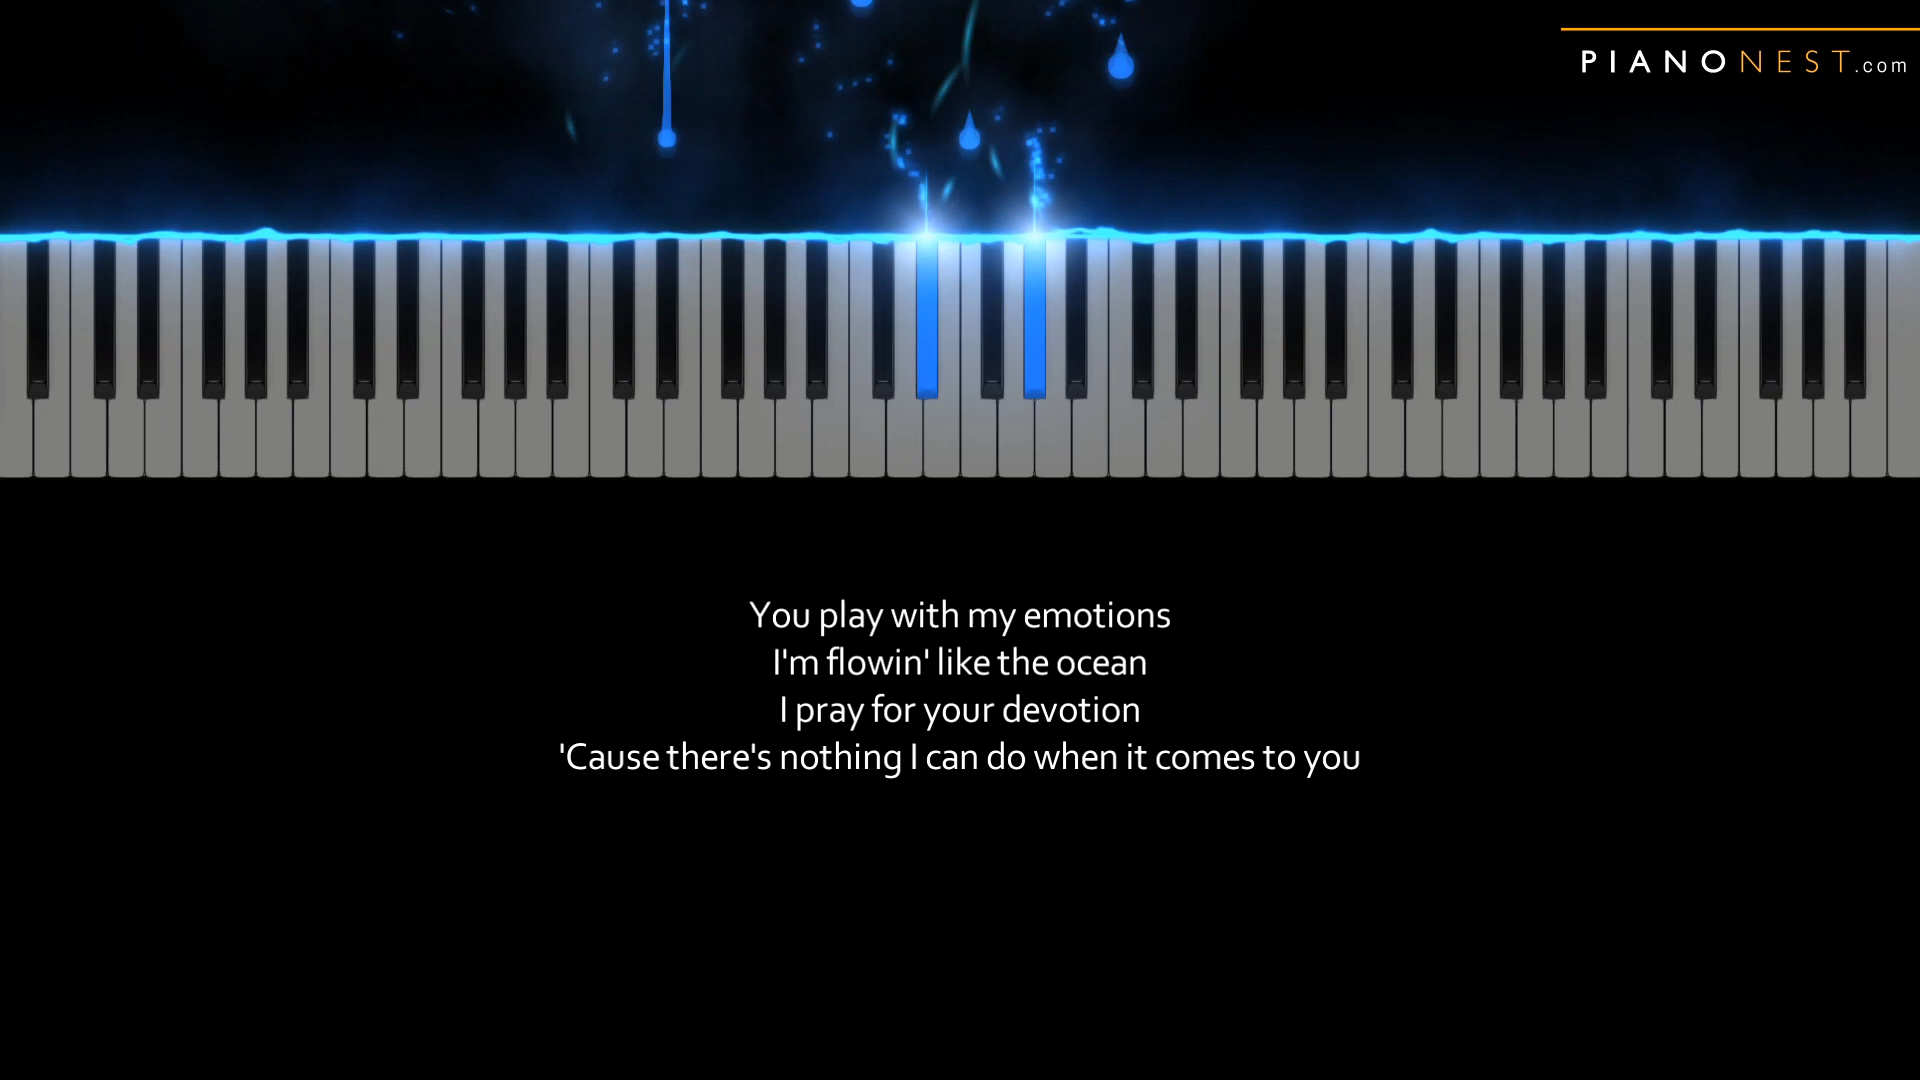 PIANONEST.com
You play with my emotions
I'm flowin' like the ocean
I pray for your devotion
'Cause there's nothing I can do when it comes to you